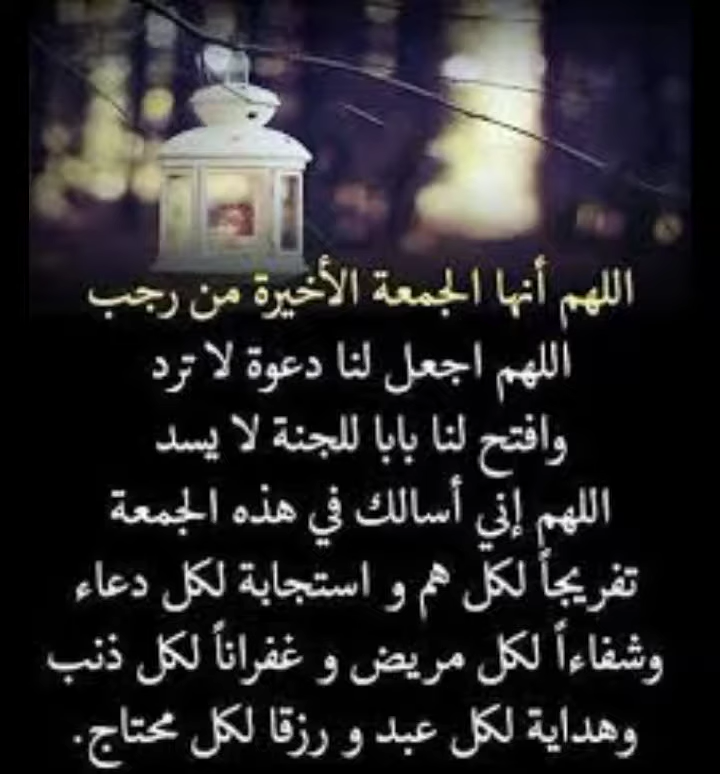 اللهم أنها الجمعة الأخيرة من رجب
اللهم اجعل لنا دعوة لا ترد
وافتح لنا بابا للجنة لا يسد
اللهم إني أسالك في هذه الجمعة
تفريجاً لكل هم و استجابة لكل دعاء
وشفاءاً لكل مريض و غفراناً لكل ذنب
وهداية لكل عبد و رزقا لكل محتاج.